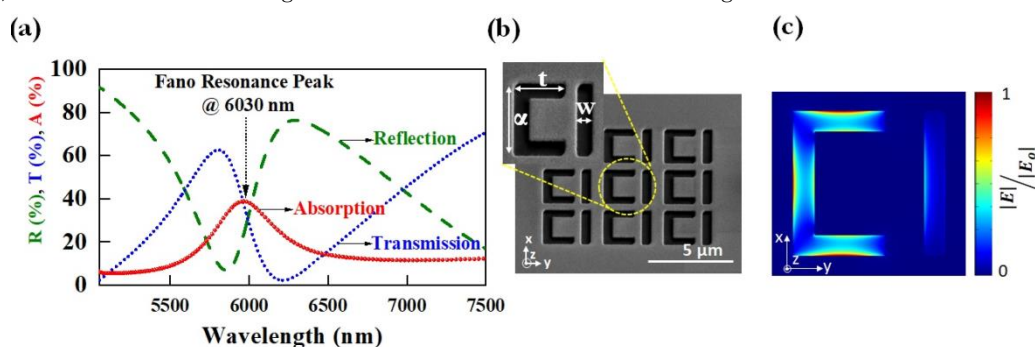 (a)
100
80
60
40
20
0
R (%), T (%), A (%)
Fano Resonance Peak
@ 6030 nm
Reflection
Absorption
Transmission
5500 6000 6500 7000 7500
Wavelength (nm)
(b)
t
w
α
x
z y
5 µm
(c)
x
z y
1
0
|E|/|E₀|